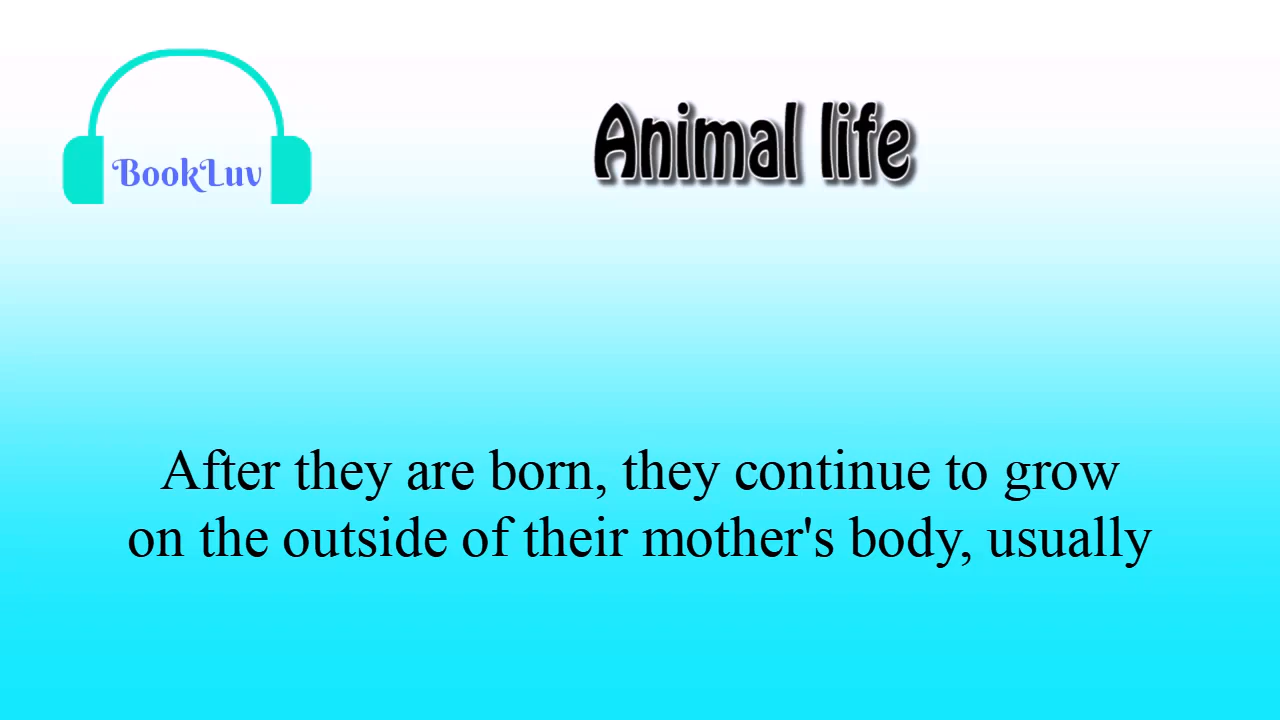 BookLuv
Animal life
After they are born, they continue to grow
on the outside of their mother's body, usually